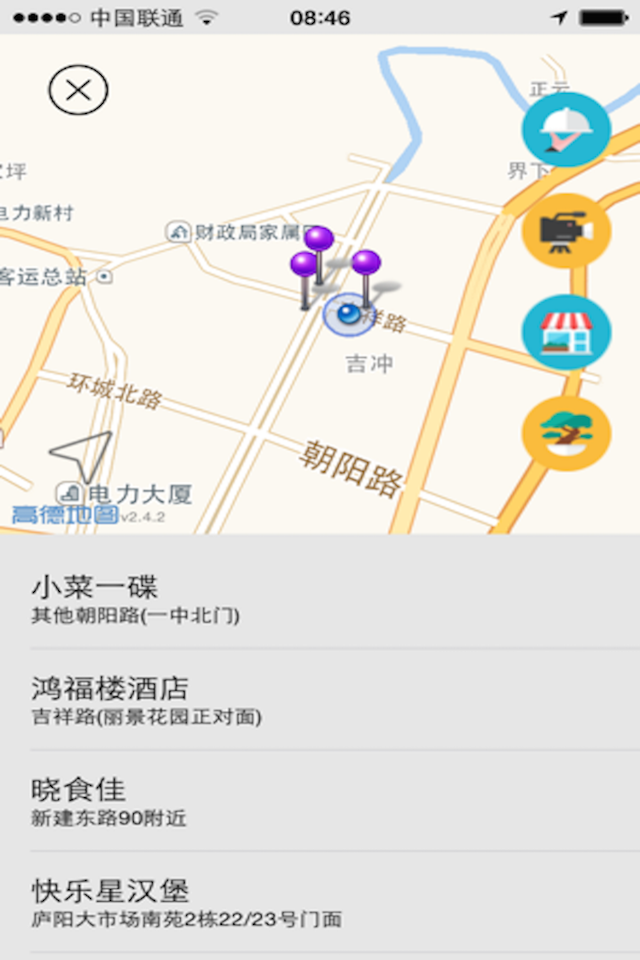 中国联通
08:46
正云
界下
坪
电力新村
财政局家属
客运总站
祥路
吉冲
环城北路
朝阳路
电力大厦
高德地图v2.4.2
小菜一碟
其他朝阳路(一中北门)
鸿福楼酒店
吉祥路(丽景花园正对面)
晓食佳
新建东路90附近
快乐星汉堡
庐阳大市场南苑2栋22/23号门面